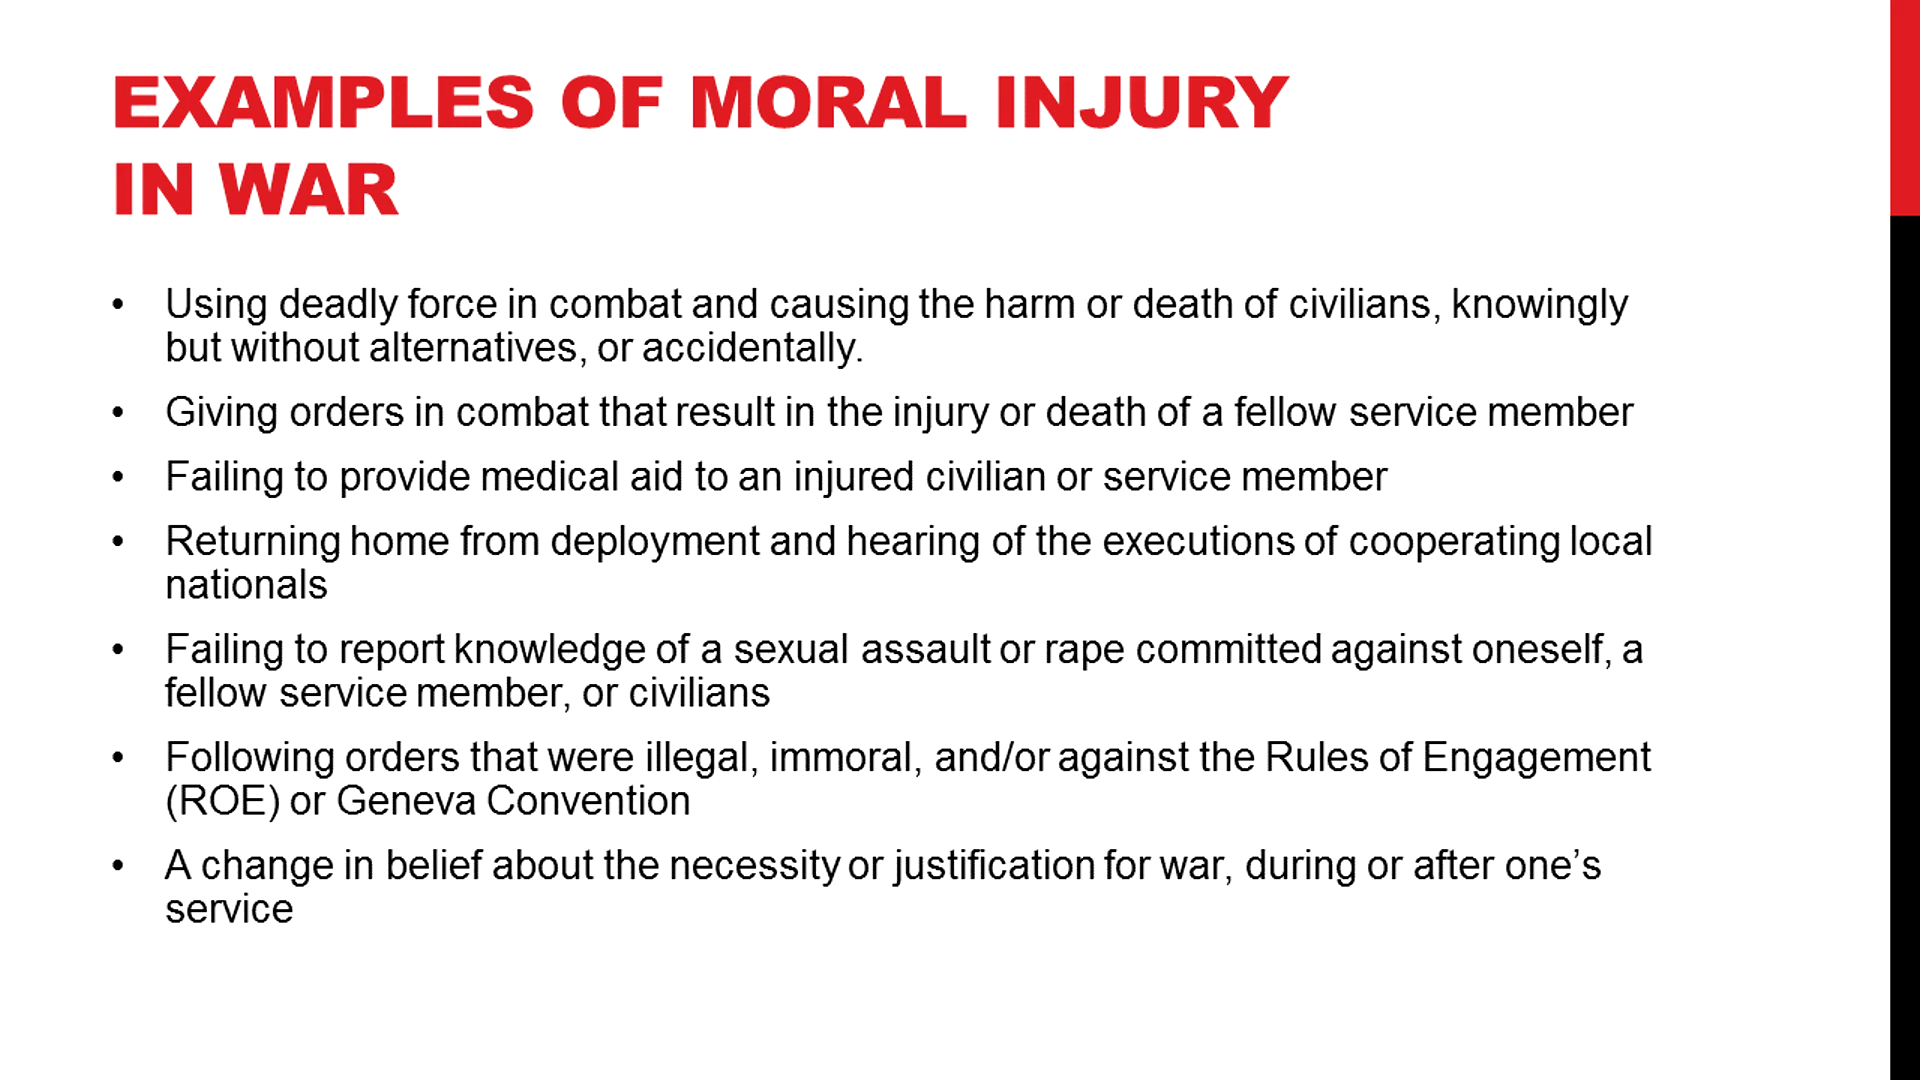 EXAMPLES OF MORAL INJURY
IN WAR
• Using deadly force in combat and causing the harm or death of civilians, knowingly
but without alternatives, or accidentally.
• Giving orders in combat that result in the injury or death of a fellow service member
• Failing to provide medical aid to an injured civilian or service member
• Returning home from deployment and hearing of the executions of cooperating local
nationals
• Failing to report knowledge of a sexual assault or rape committed against oneself, a
fellow service member, or civilians
• Following orders that were illegal, immoral, and/or against the Rules of Engagement
(ROE) or Geneva Convention
• A change in belief about the necessity or justification for war, during or after one’s
service